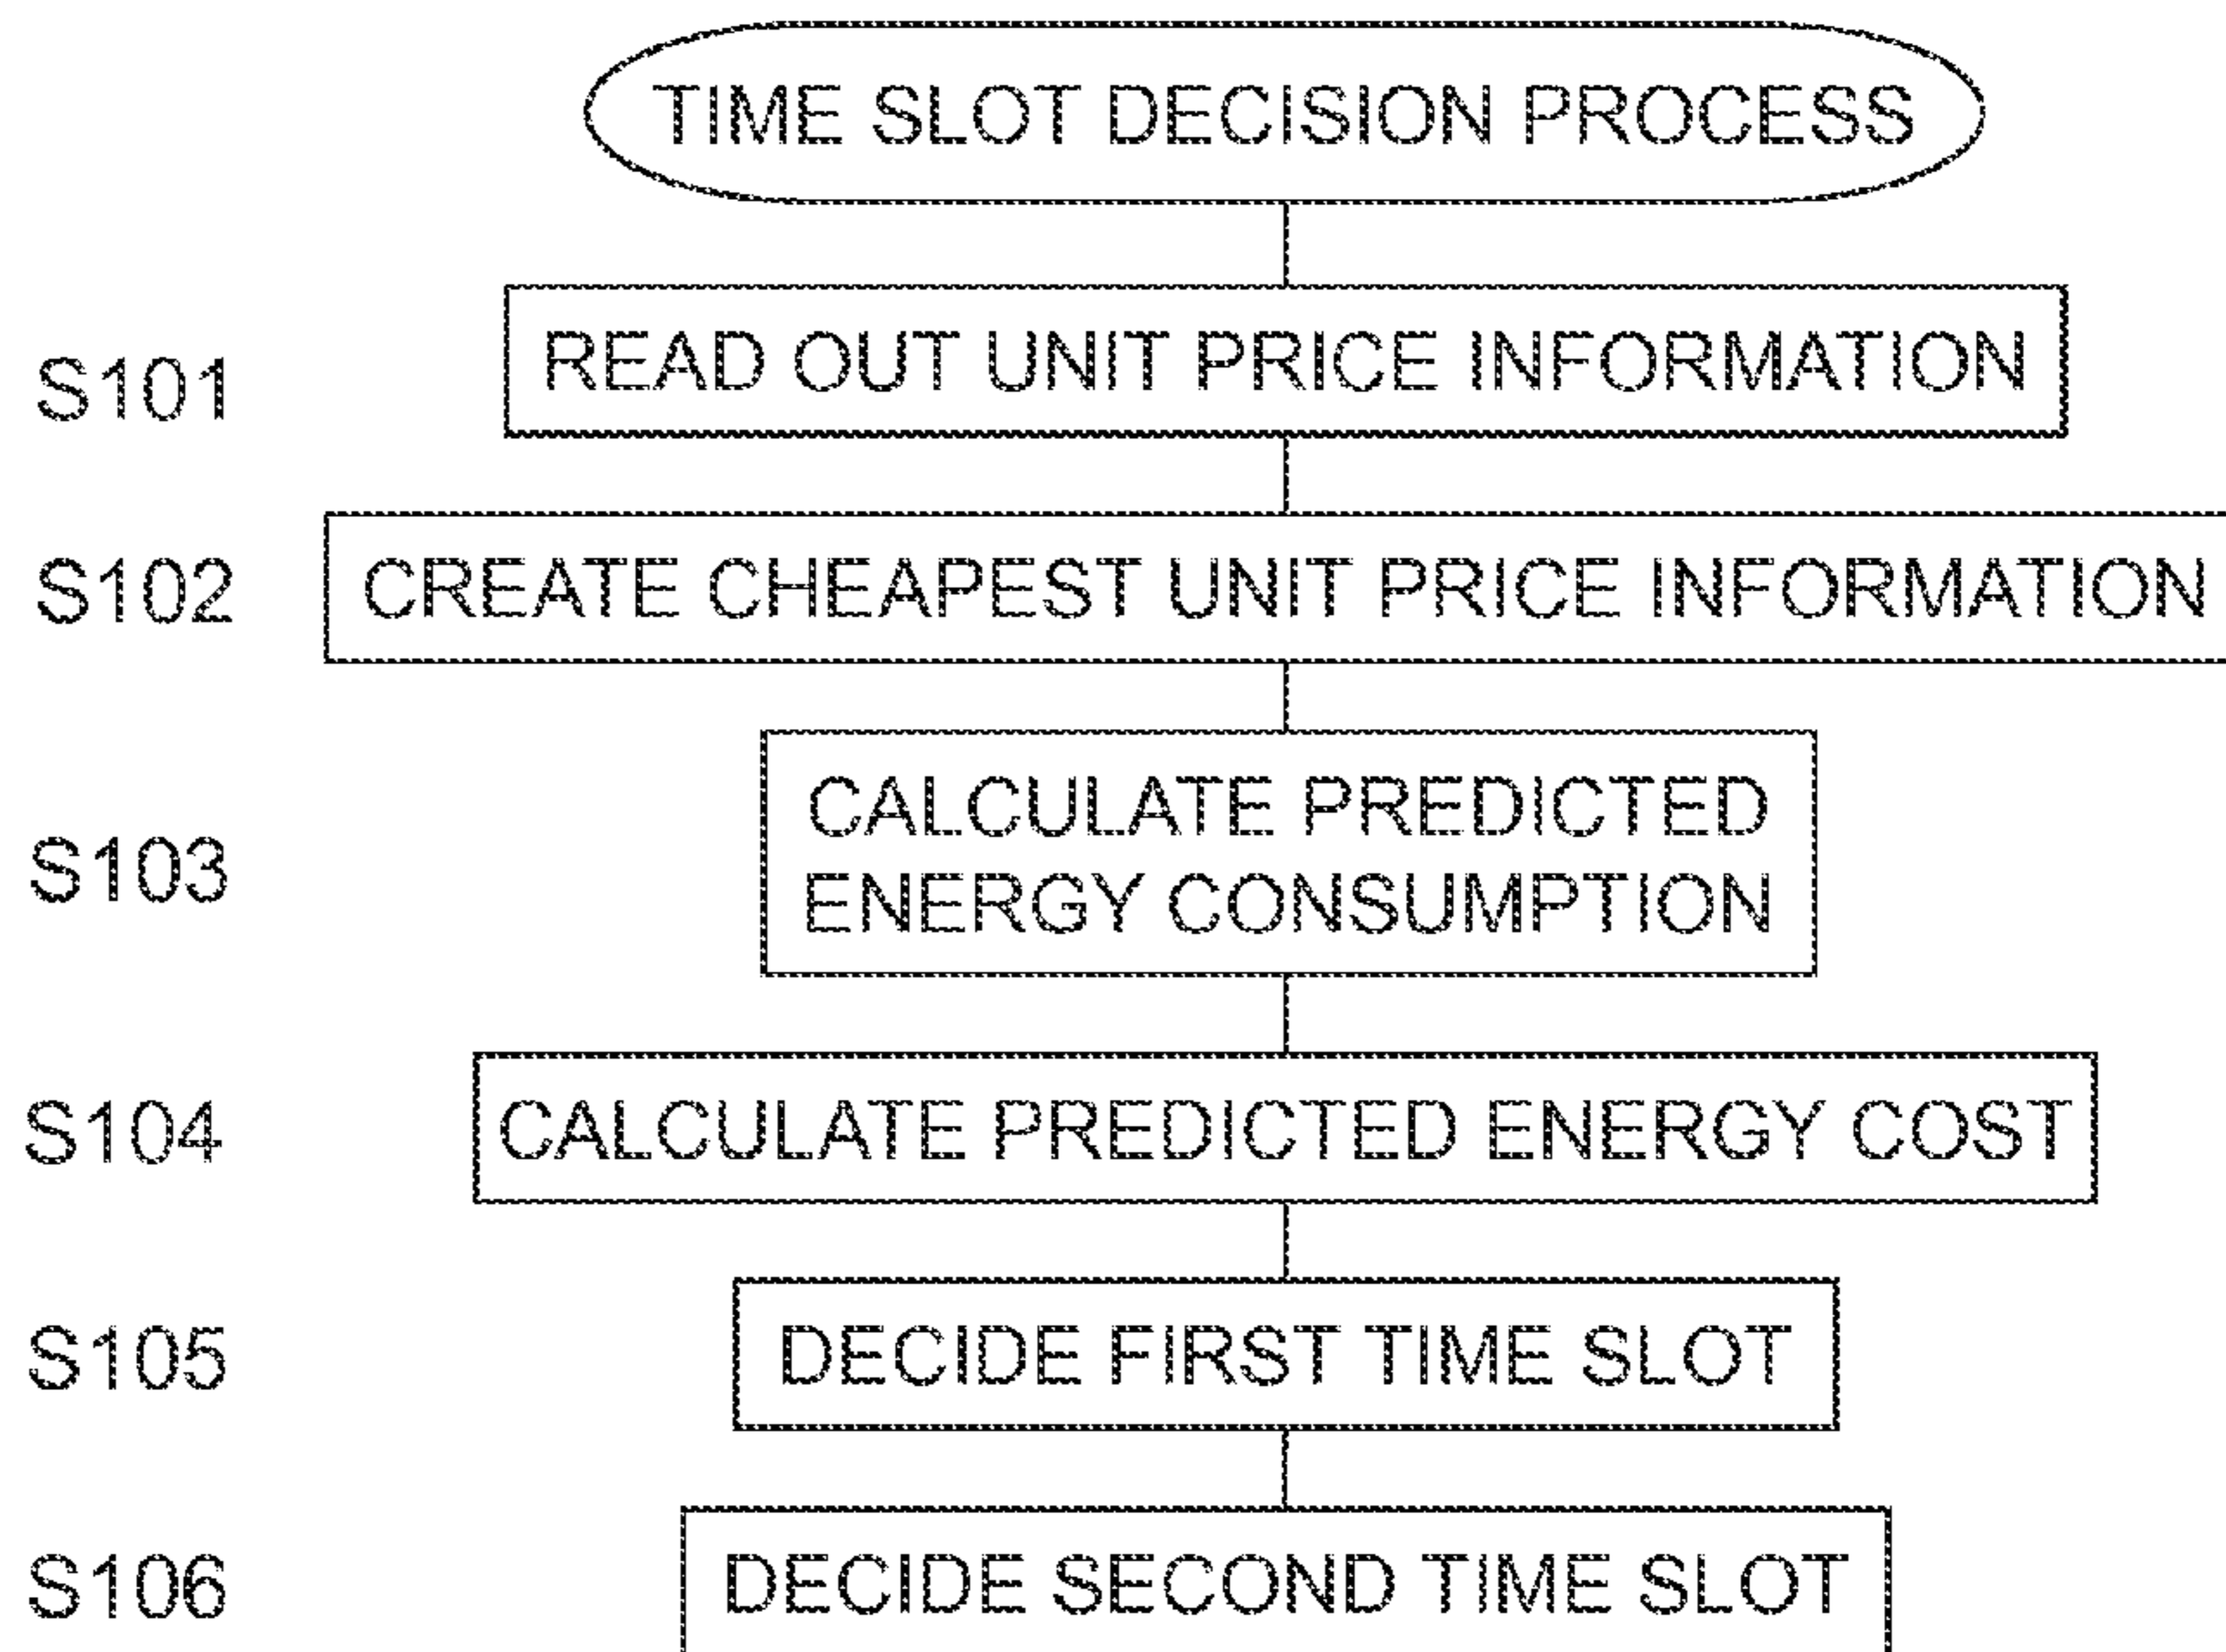 TIME SLOT DECISION PROCESS
S101 READ OUT UNIT PRICE INFORMATION
S102 CREATE CHEAPEST UNIT PRICE INFORMATION
S103 CALCULATE PREDICTED
ENERGY CONSUMPTION
S104 CALCULATE PREDICTED ENERGY COST
S105 DECIDE FIRST TIME SLOT
S106 DECIDE SECOND TIME SLOT